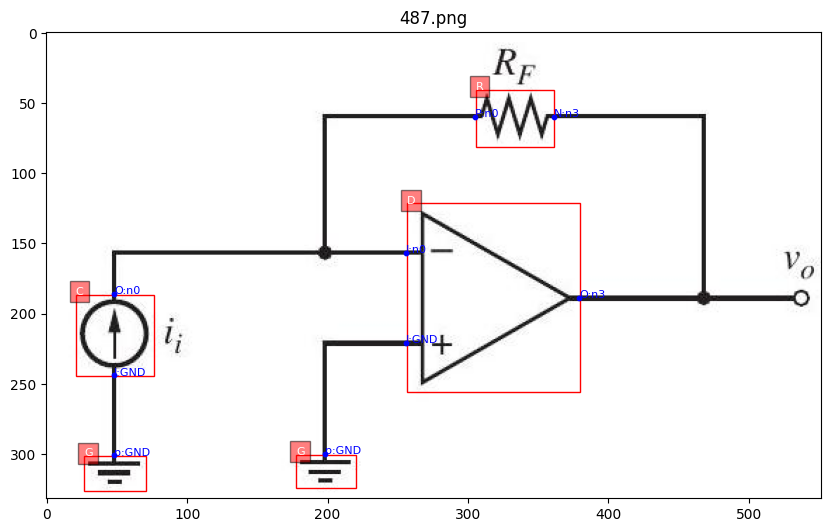 487.png
0
50
100
150
200
250
300
0
100
200
300
400
500
R_F
R
N:n3
D
I:n0
−
v_o
O:n3
C
O:n0
i_i
I:GND
+
I:GND
G
p:GND
G
p:GND